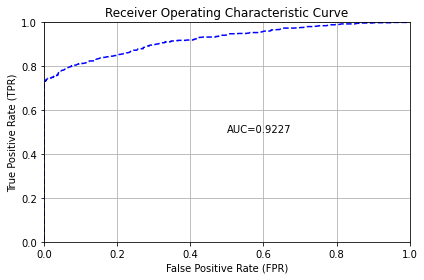 Receiver Operating Characteristic Curve
1.0
0.8
0.6
0.4
0.2
0.0
True Positive Rate (TPR)
AUC=0.9227
0.0 0.2 0.4 0.6 0.8 1.0
False Positive Rate (FPR)